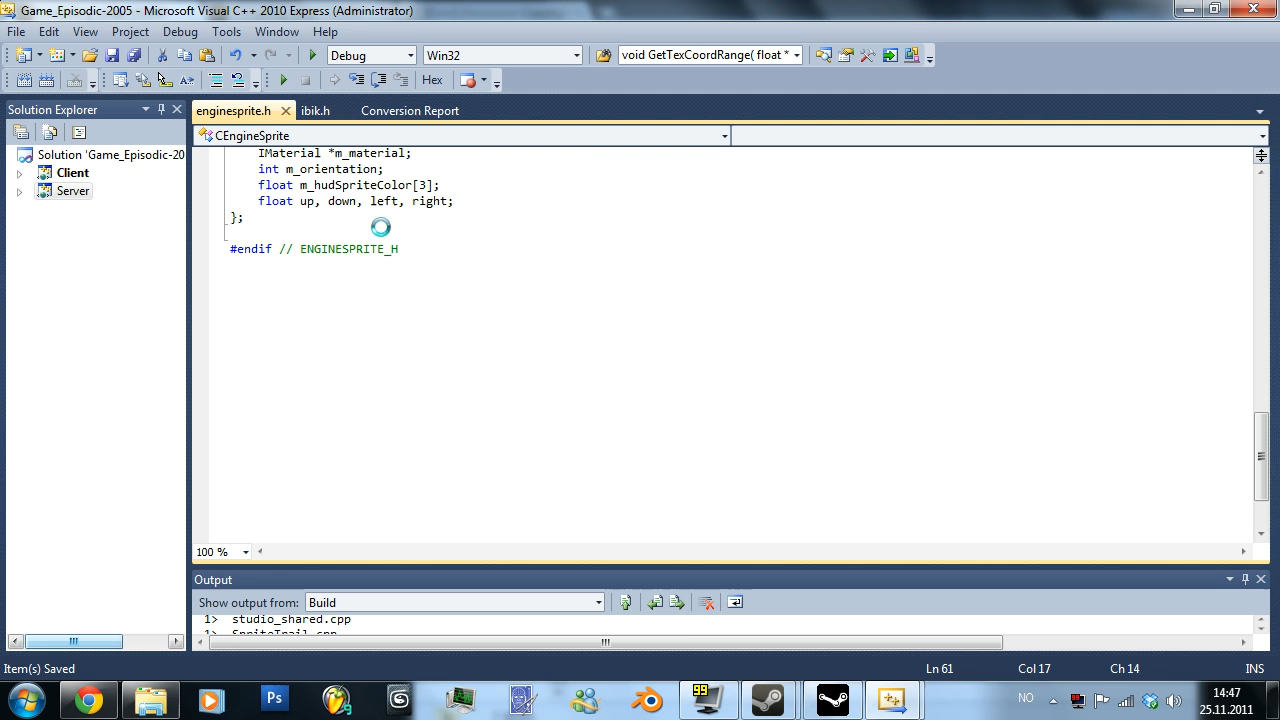 Game_Episodic-2005 - Microsoft Visual C++ 2010 Express (Administrator)
File Edit View Project Debug Tools Window Help
Debug Win32 void GetTexCoordRange( float *
Hex
Solution Explorer
enginesprite.h ibik.h Conversion Report
CEngineSprite
Solution 'Game_Episodic-20
Client
Server
IMaterial *m_material;
int m_orientation;
float m_hudSpriteColor[3];
float up, down, left, right;
};
#endif // ENGINESPRITE_H
100 %
Output
Show output from: Build
1> studio_shared.cpp
1> SpriteTrail.cpp
Item(s) Saved Ln 61 Col 17 Ch 14 INS
Ps 99 NO 14:47
25.11.2011